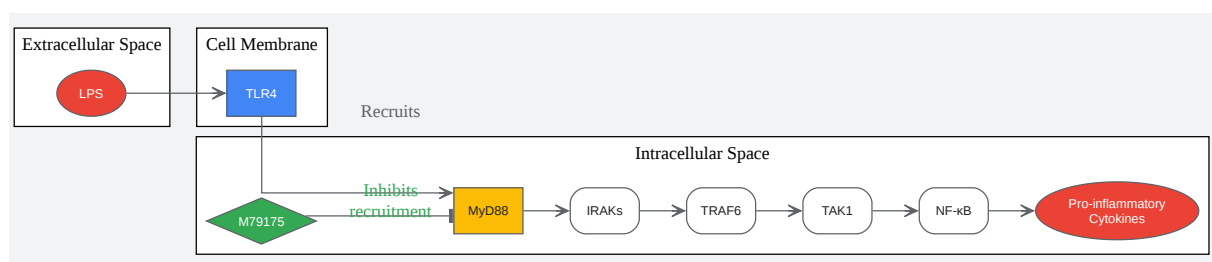 Extracellular Space
Cell Membrane
LPS
TLR4
Recruits
Intracellular Space
Inhibits
recruitment
M79175
MyD88
IRAKs
TRAF6
TAK1
NF-κB
Pro-inflammatory
Cytokines